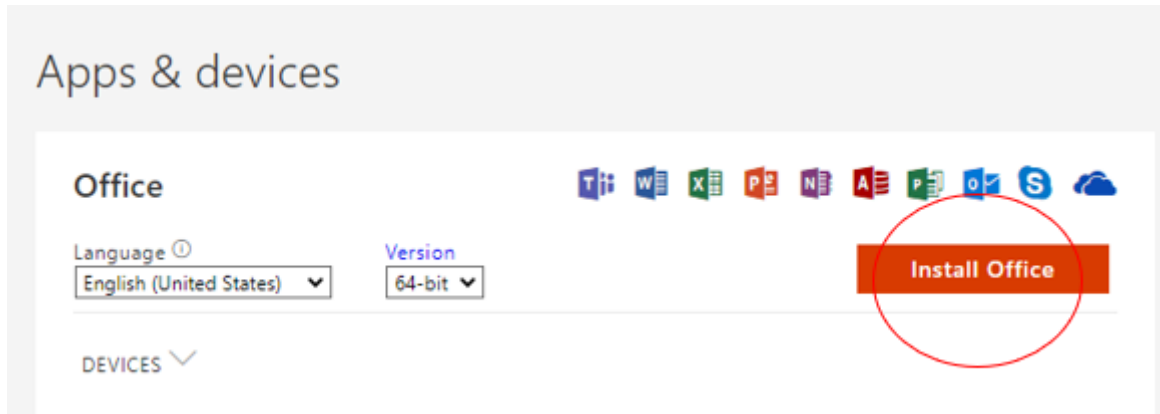 Apps & devices
Office
Language
Version
English (United States)
64-bit
Install Office
DEVICES